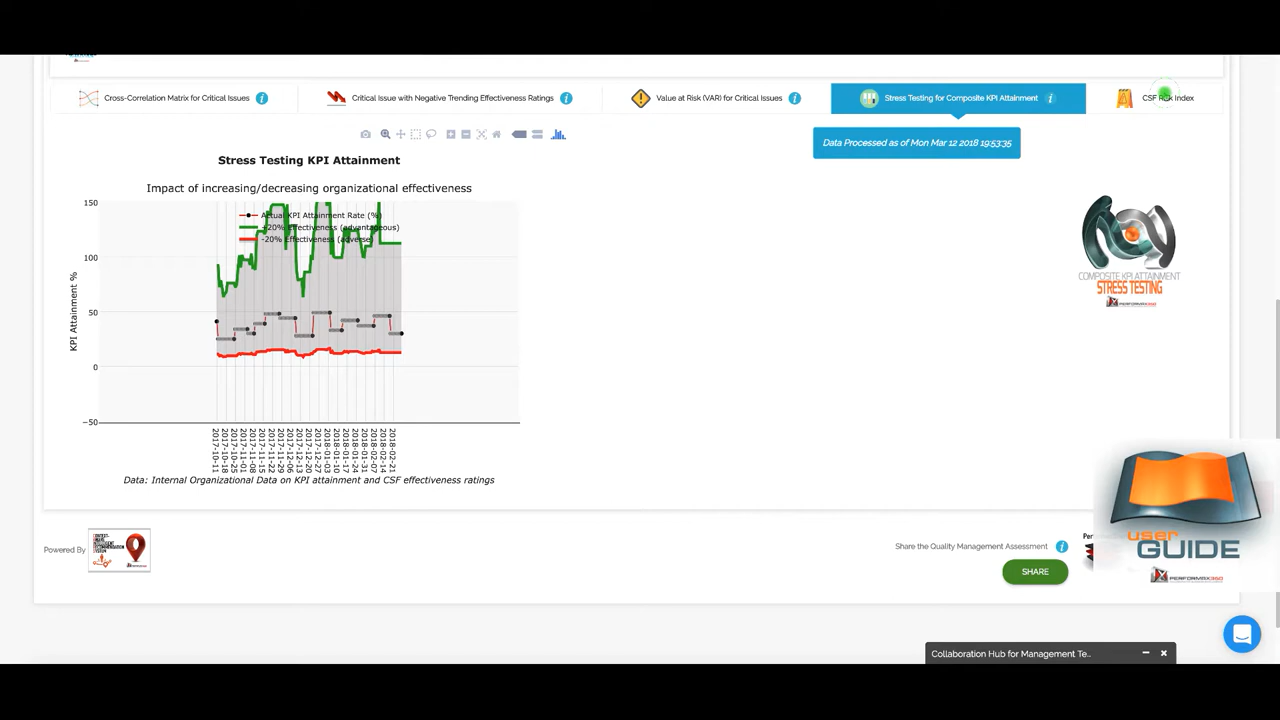 Cross-Correlation Matrix for Critical Issues
Critical Issue with Negative Trending Effectiveness Ratings
Value at Risk (VAR) for Critical Issues
Stress Testing for Composite KPI Attainment
CSF Risk Index
Data Processed as of Mon Mar 12 2018 19:53:35
Stress Testing KPI Attainment
Impact of increasing/decreasing organizational effectiveness
Actual KPI Attainment Rate (%)
+20% Effectiveness (advantageous)
-20% Effectiveness (adverse)
KPI Attainment %
150
100
50
0
−50
2017-10-11
2017-10-18
2017-10-25
2017-11-01
2017-11-08
2017-11-15
2017-11-22
2017-11-29
2017-12-06
2017-12-13
2017-12-20
2017-12-27
2018-01-03
2018-01-10
2018-01-17
2018-01-24
2018-01-31
2018-02-07
2018-02-14
2018-02-21
Data: Internal Organizational Data on KPI attainment and CSF effectiveness ratings
COMPOSITE KPI ATTAINMENT
STRESS TESTING
PERFORMRX360
Powered By
Share the Quality Management Assessment
SHARE
user
GUIDE
PERFORMRX360
Collaboration Hub for Management Te...